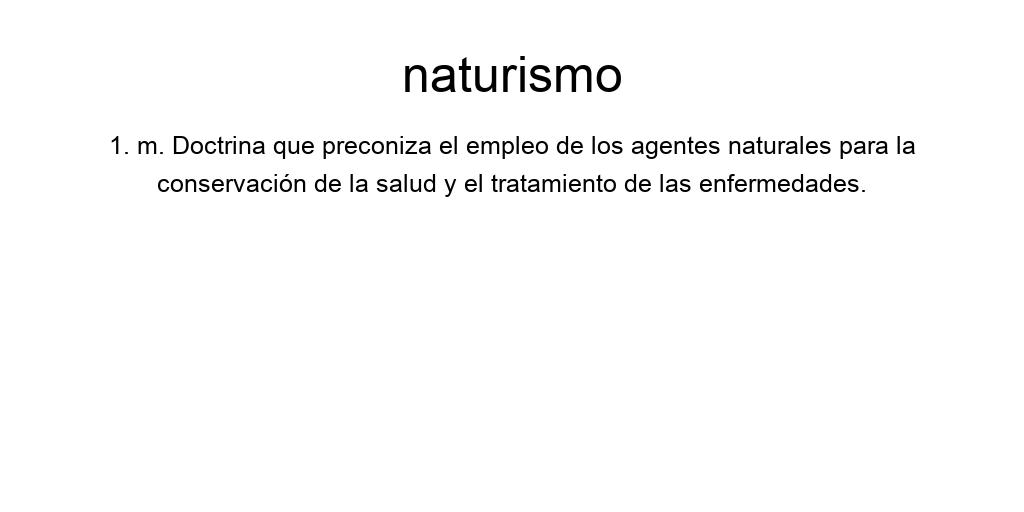 naturismo
1. m. Doctrina que preconiza el empleo de los agentes naturales para la
conservación de la salud y el tratamiento de las enfermedades.